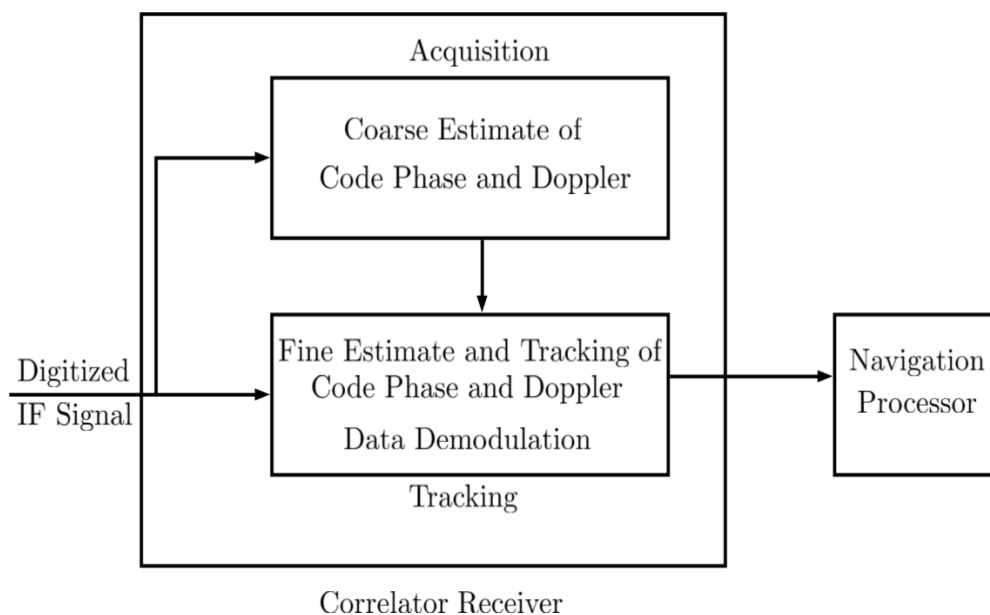 Acquisition
Coarse Estimate of
Code Phase and Doppler
Digitized
IF Signal
Fine Estimate and Tracking of
Code Phase and Doppler
Data Demodulation
Tracking
Navigation
Processor
Correlator Receiver